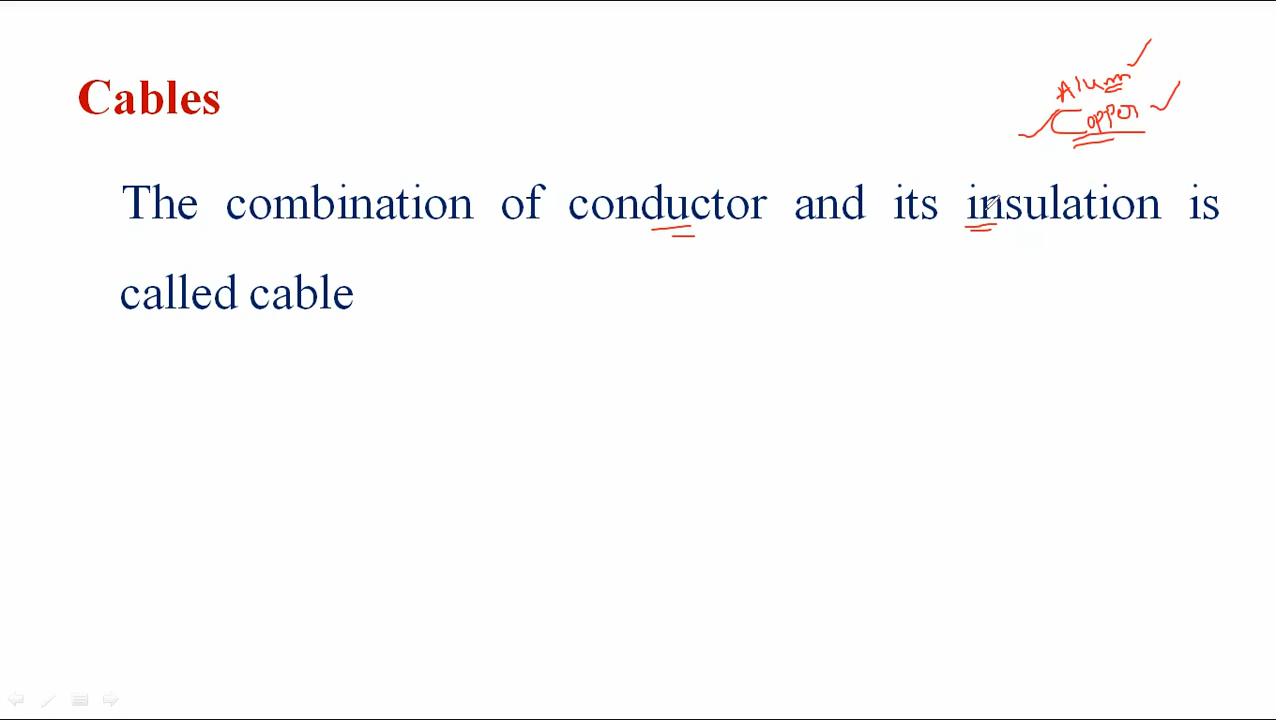 Cables
Alum
Copper
The combination of conductor and its insulation is
called cable